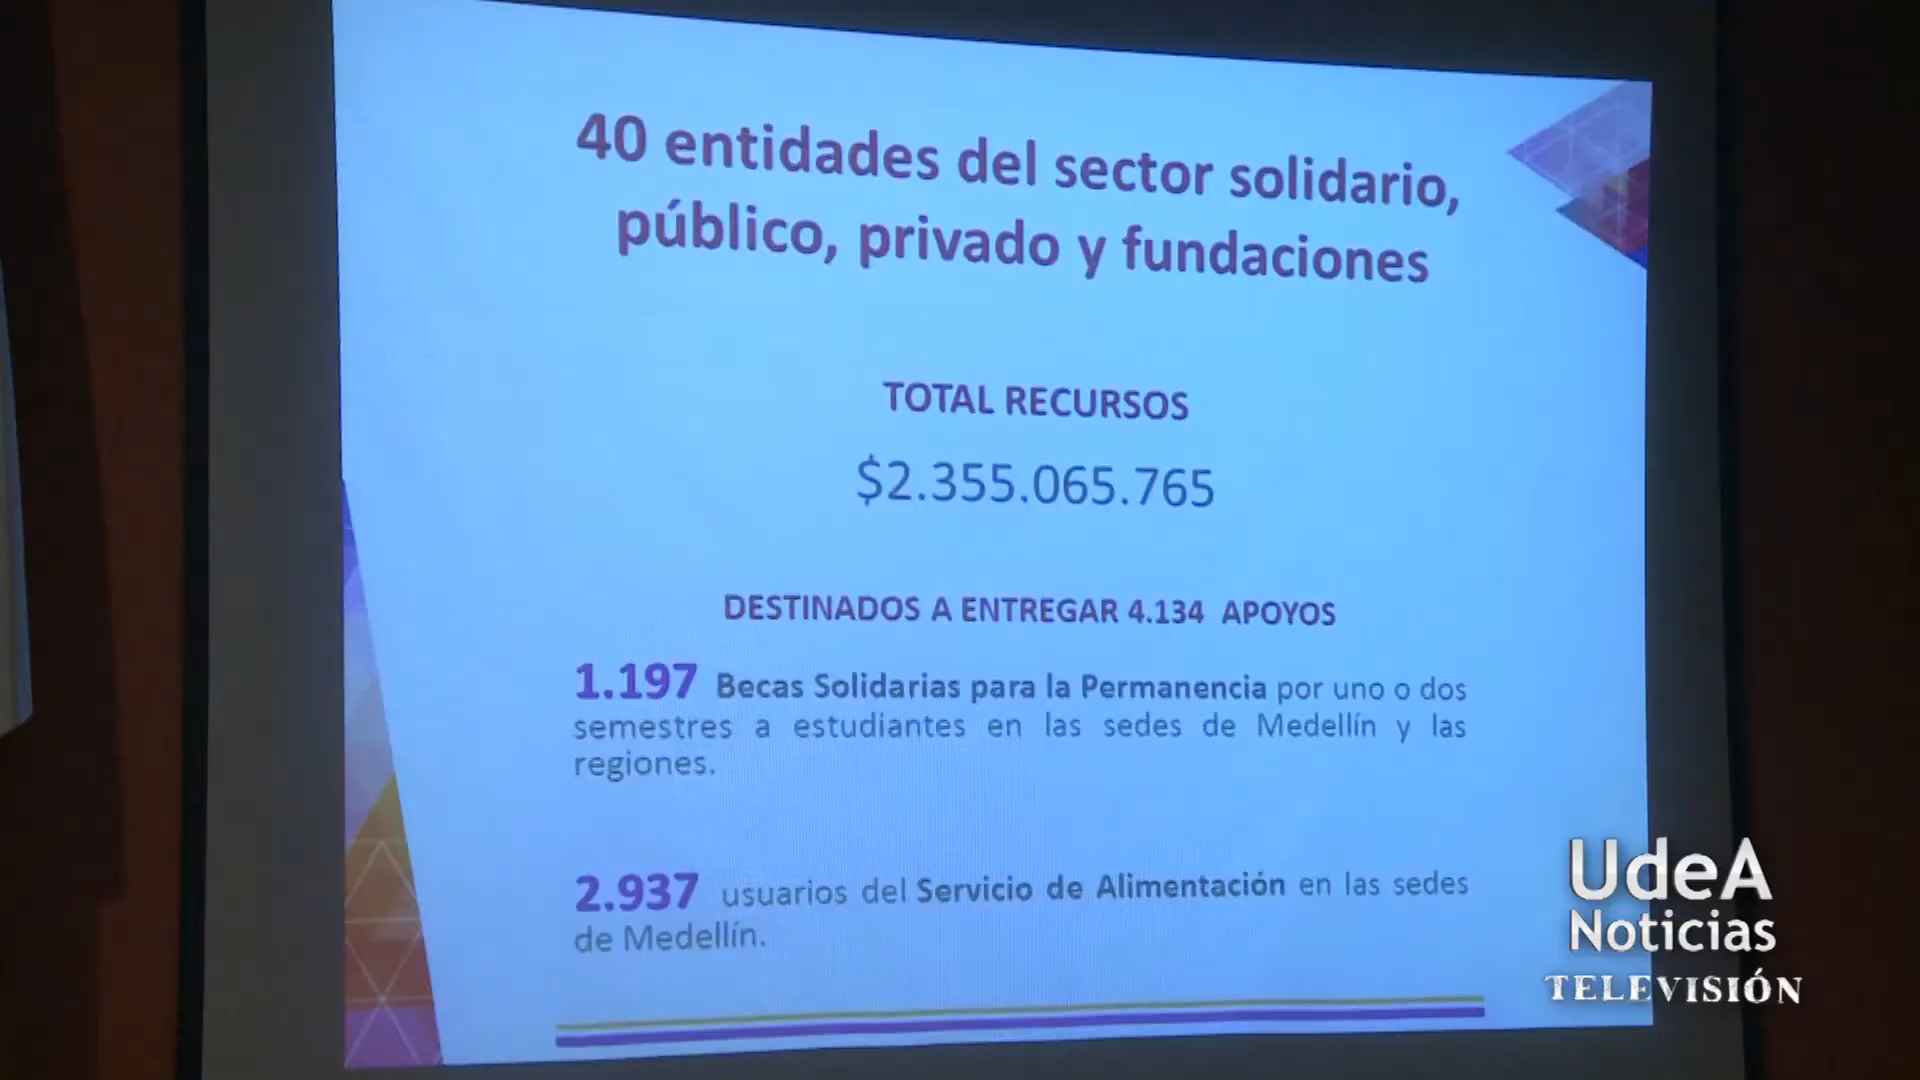 40 entidades del sector solidario,
público, privado y fundaciones
TOTAL RECURSOS
$2.355.065.765
DESTINADOS A ENTREGAR 4.134 APOYOS
1.197 Becas Solidarias para la Permanencia por uno o dos
semestres a estudiantes en las sedes de Medellín y las
regiones.
2.937 usuarios del Servicio de Alimentación en las sedes
de Medellín.
UdeA
Noticias
TELEVISIÓN